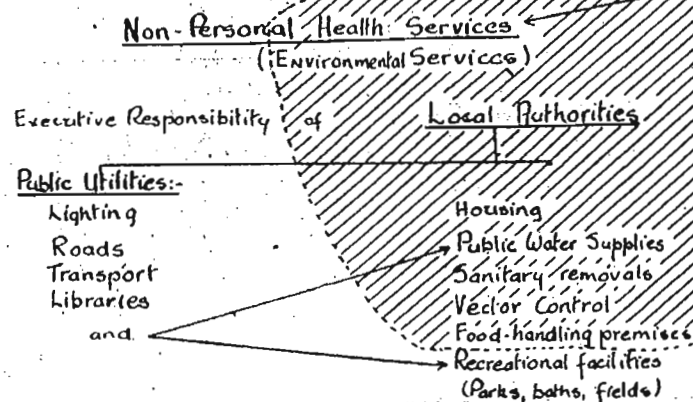 Non-Personal Health Services
(Environmental Services)
Executive Responsibility of Local Authorities
Public Utilities:-
Lighting
Roads
Transport
Libraries
and
Housing
Public Water Supplies
Sanitary removals
Vector Control
Food-handling premises
Recreational facilities
(Parks, baths, fields)